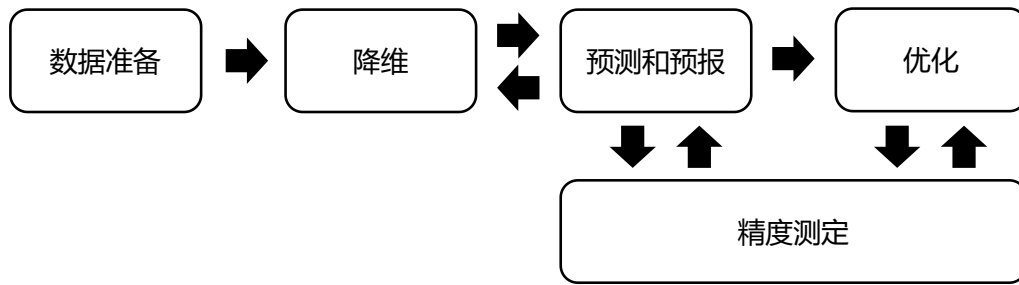 数据准备
降维
预测和预报
优化
精度测定